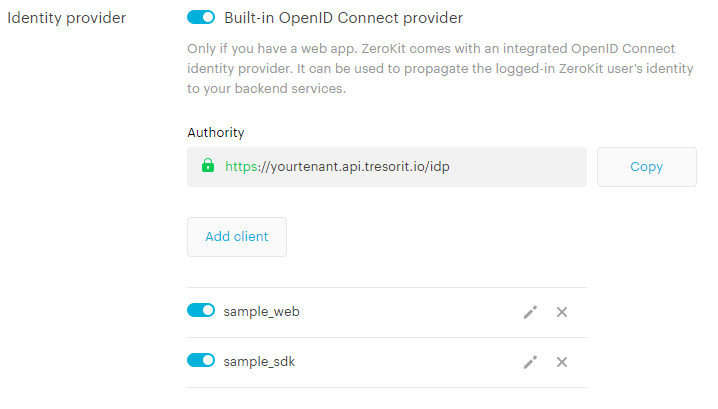 Identity provider
Built-in OpenID Connect provider
Only if you have a web app. ZeroKit comes with an integrated OpenID Connect
identity provider. It can be used to propagate the logged-in ZeroKit user's identity
to your backend services.
Authority
https://yourtenant.api.tresorit.io/idp
Copy
Add client
sample_web
sample_sdk